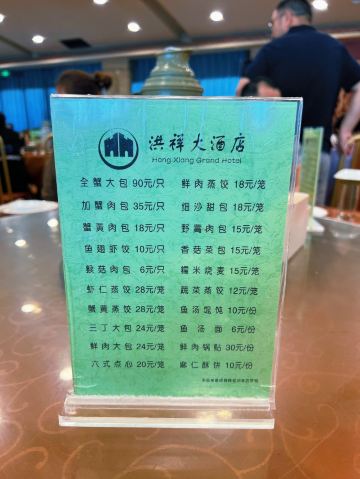 洪祥大酒店
Hong Xiang Grand Hotel
全蟹大包 90元/只 鲜肉蒸饺 18元/笼
加蟹肉包 35元/只 细沙甜包 18元/笼
蟹黄肉包 18元/只 野菌肉包 15元/笼
鱼翅虾饺 10元/只 香菇菜包 15元/笼
猴菇肉包 6元/只 糯米烧麦 15元/笼
虾仁蒸饺 28元/笼 蔬菜蒸饺 12元/笼
蟹黄蒸饺 28元/笼 鱼汤馄饨 10元/份
三丁大包 24元/笼 鱼汤面 6元/份
鲜肉大包 24元/笼 鲜肉锅贴 30元/份
六式点心 20元/笼 麻仁酥饼 10元/份